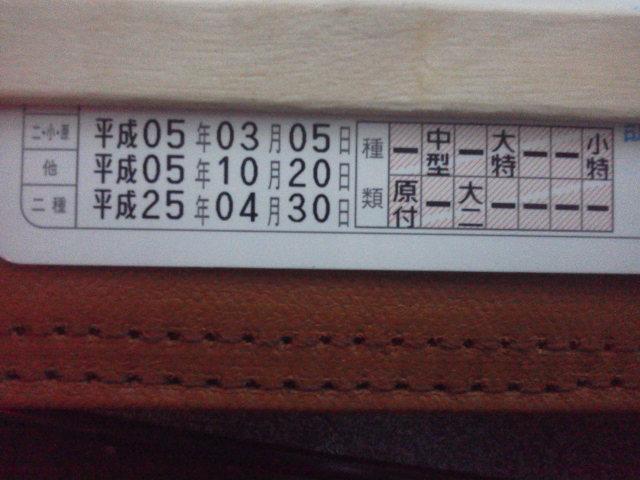 二・小・原 平成05年03月05日
他 平成05年10月20日
二種 平成25年04月30日
種類
ー 中型 ー 大特 ー ー 小特
原付 ー 大二 ー ー ー ー